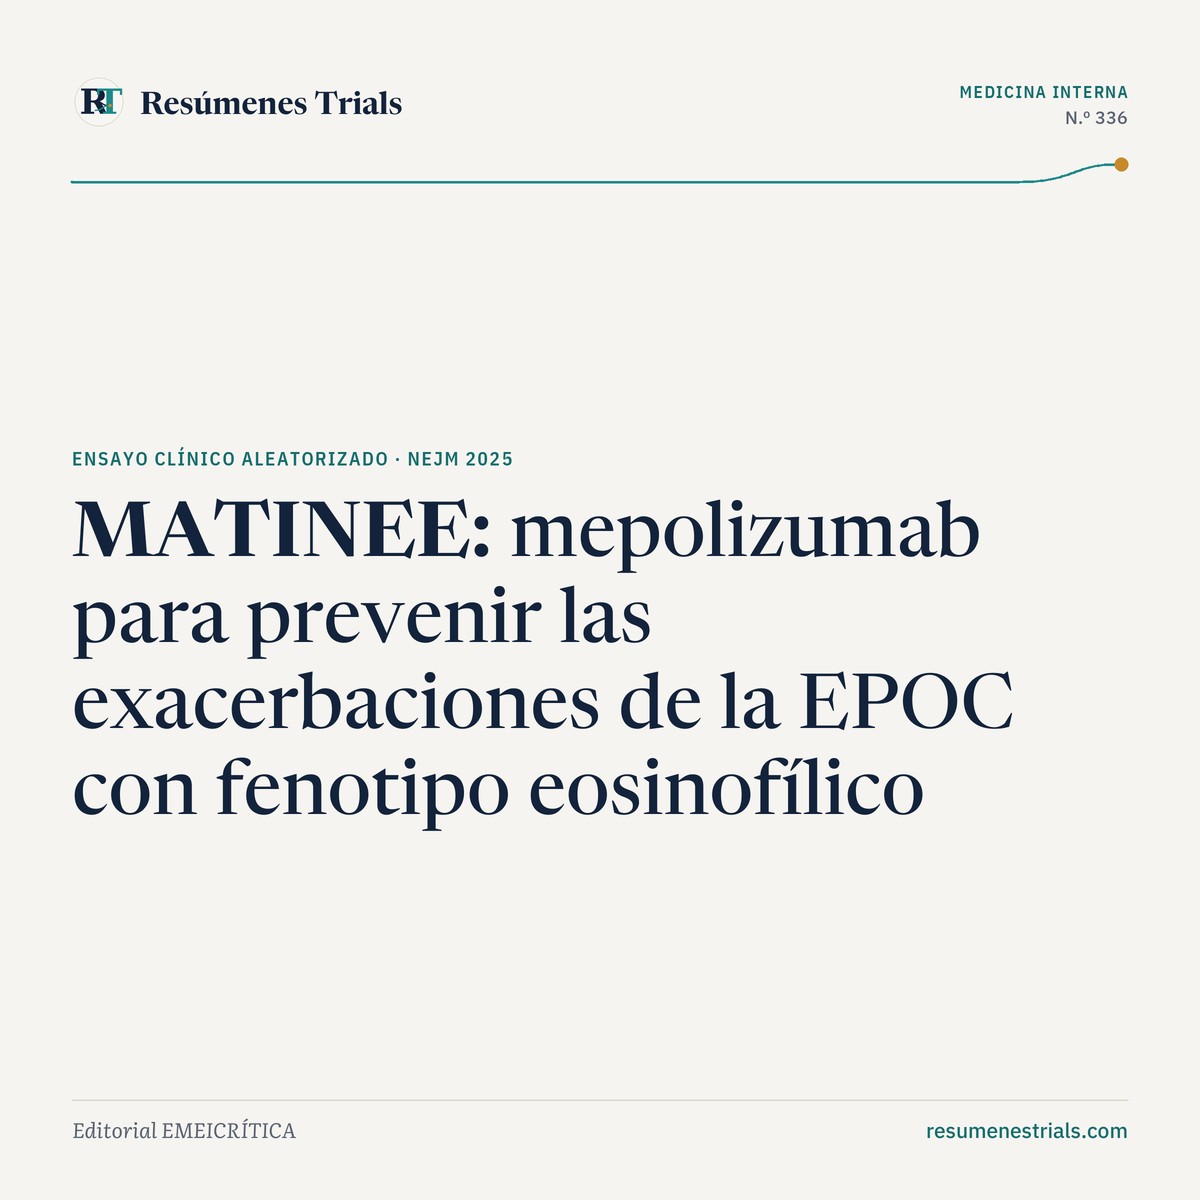 RT Resúmenes Trials
MEDICINA INTERNA
N.º 336
ENSAYO CLÍNICO ALEATORIZADO · NEJM 2025
MATINEE: mepolizumab
para prevenir las
exacerbaciones de la EPOC
con fenotipo eosinofílico
Editorial EMEICRÍTICA
resumenestrials.com